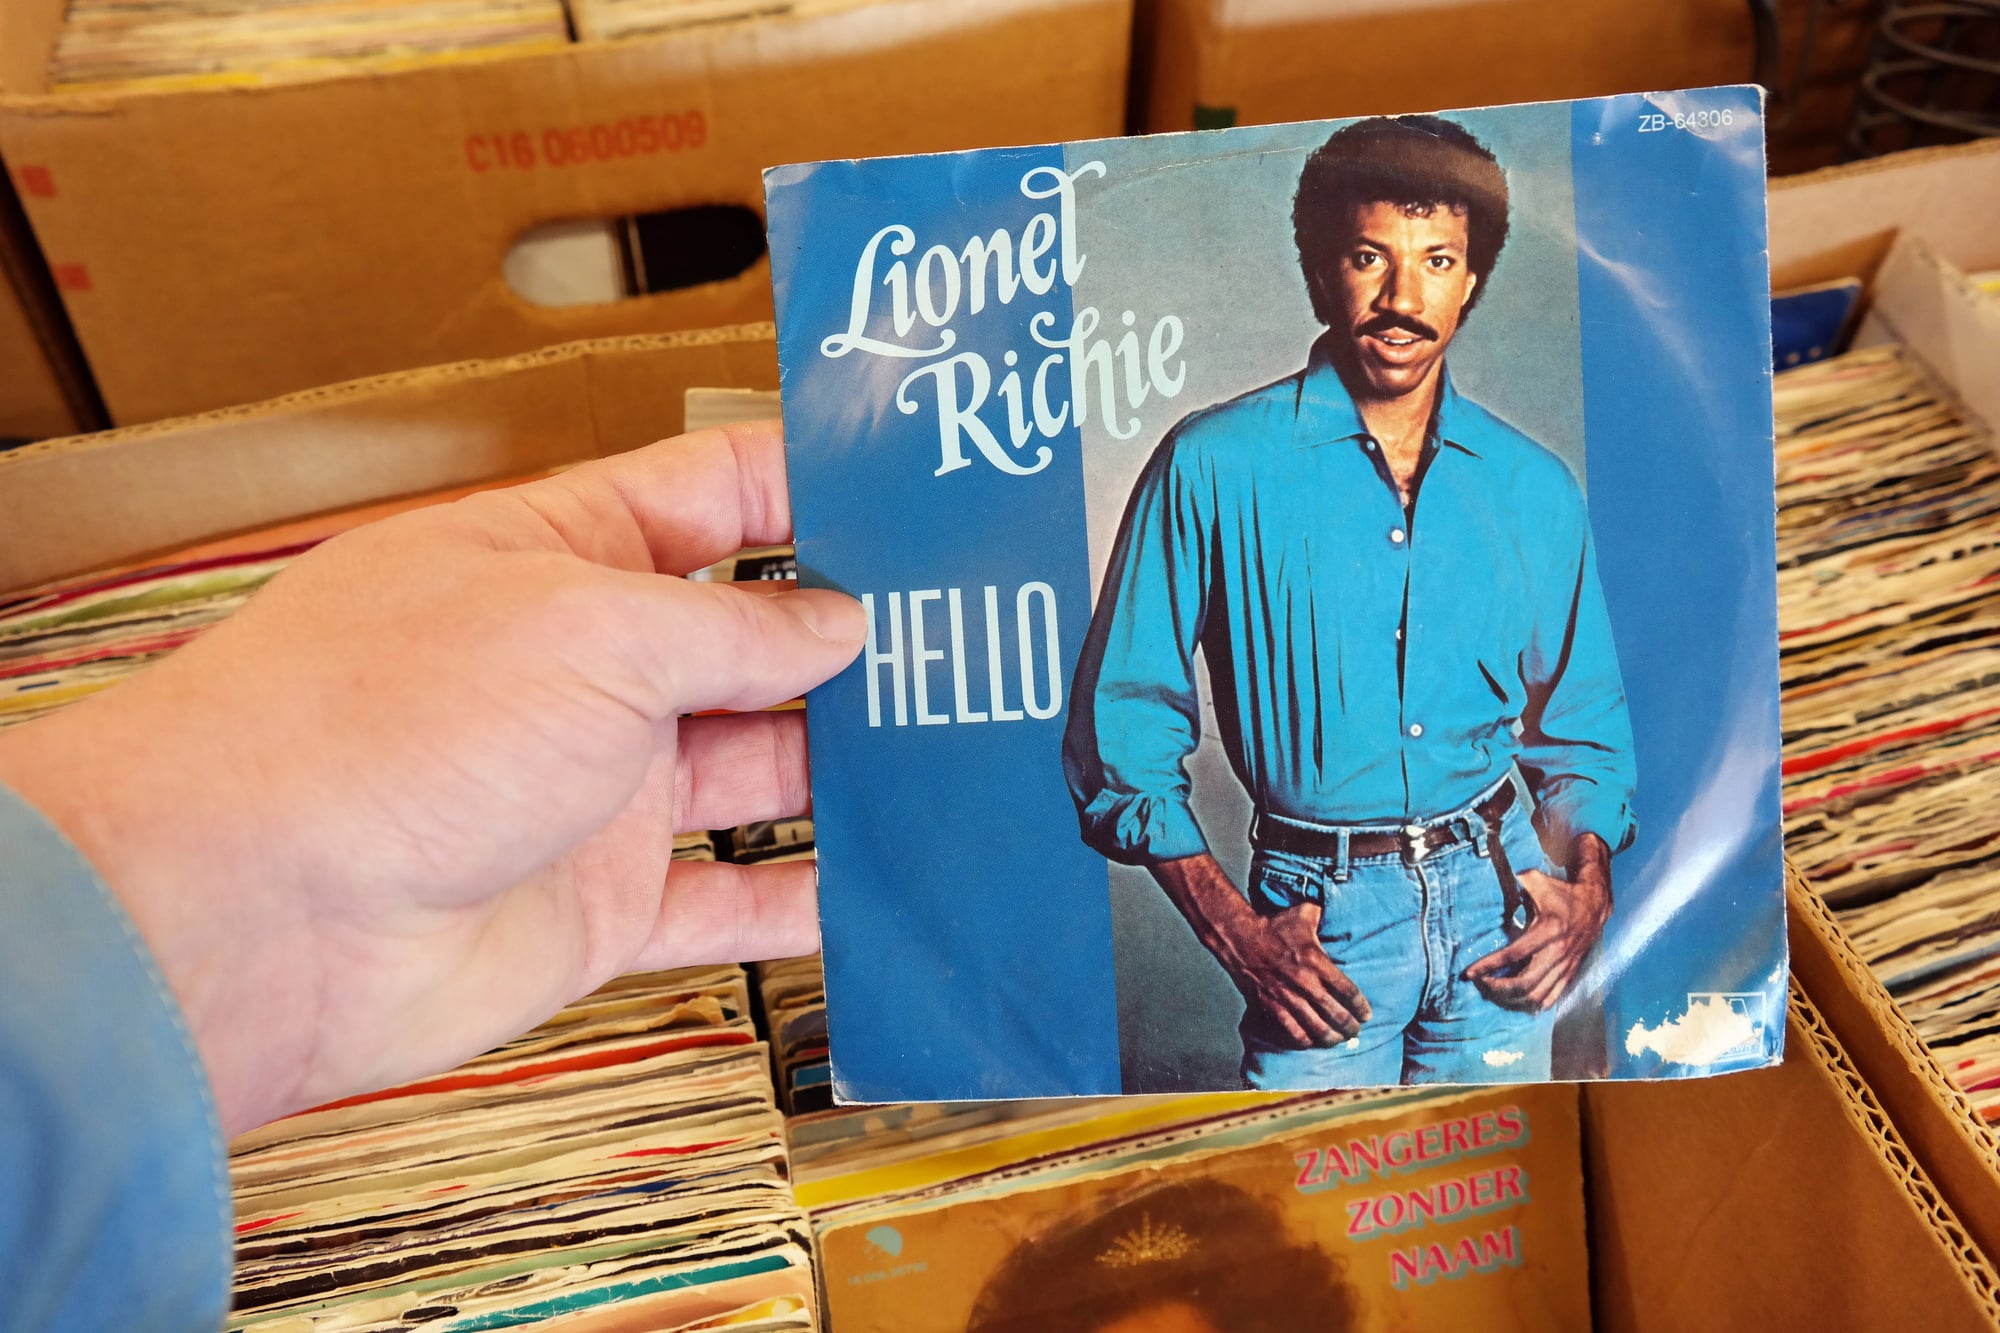 C16 0600509
ZB-64306
Lionel
Richie
HELLO
ZANGERES
ZONDER
NAAM